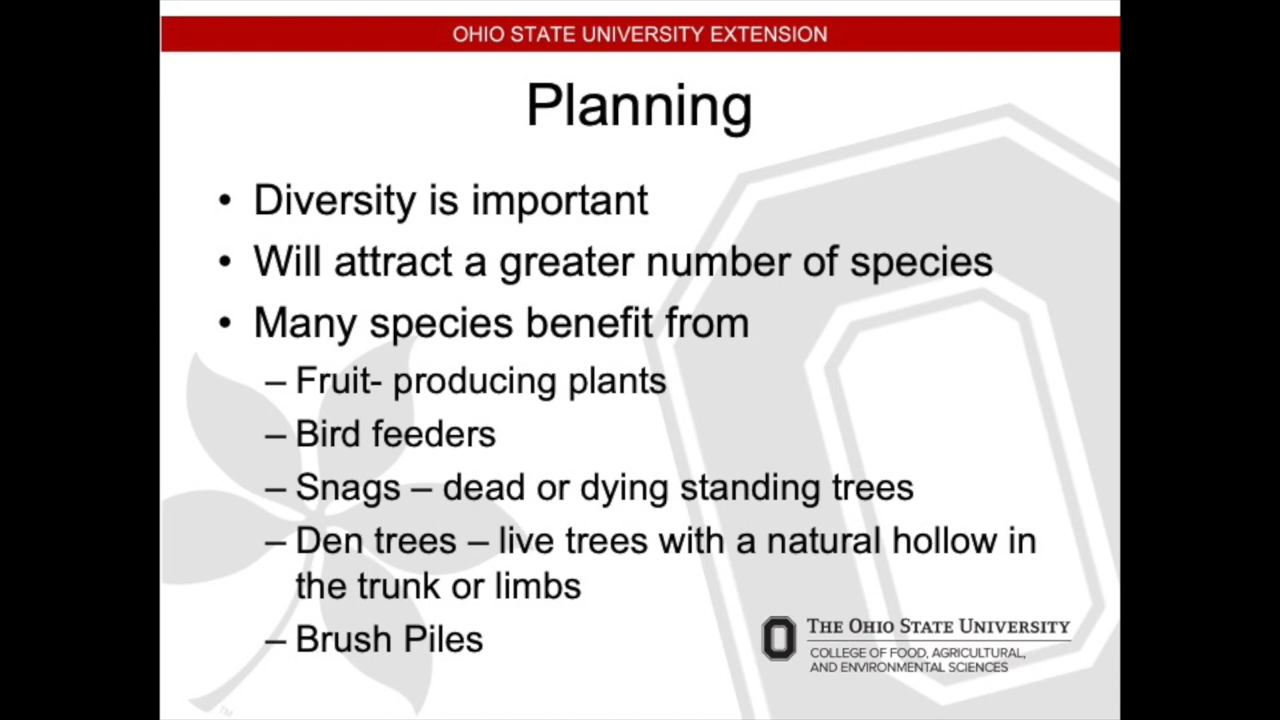 OHIO STATE UNIVERSITY EXTENSION
Planning
• Diversity is important
• Will attract a greater number of species
• Many species benefit from
– Fruit- producing plants
– Bird feeders
– Snags – dead or dying standing trees
– Den trees – live trees with a natural hollow in
the trunk or limbs
– Brush Piles
THE OHIO STATE UNIVERSITY
COLLEGE OF FOOD, AGRICULTURAL,
AND ENVIRONMENTAL SCIENCES
TM